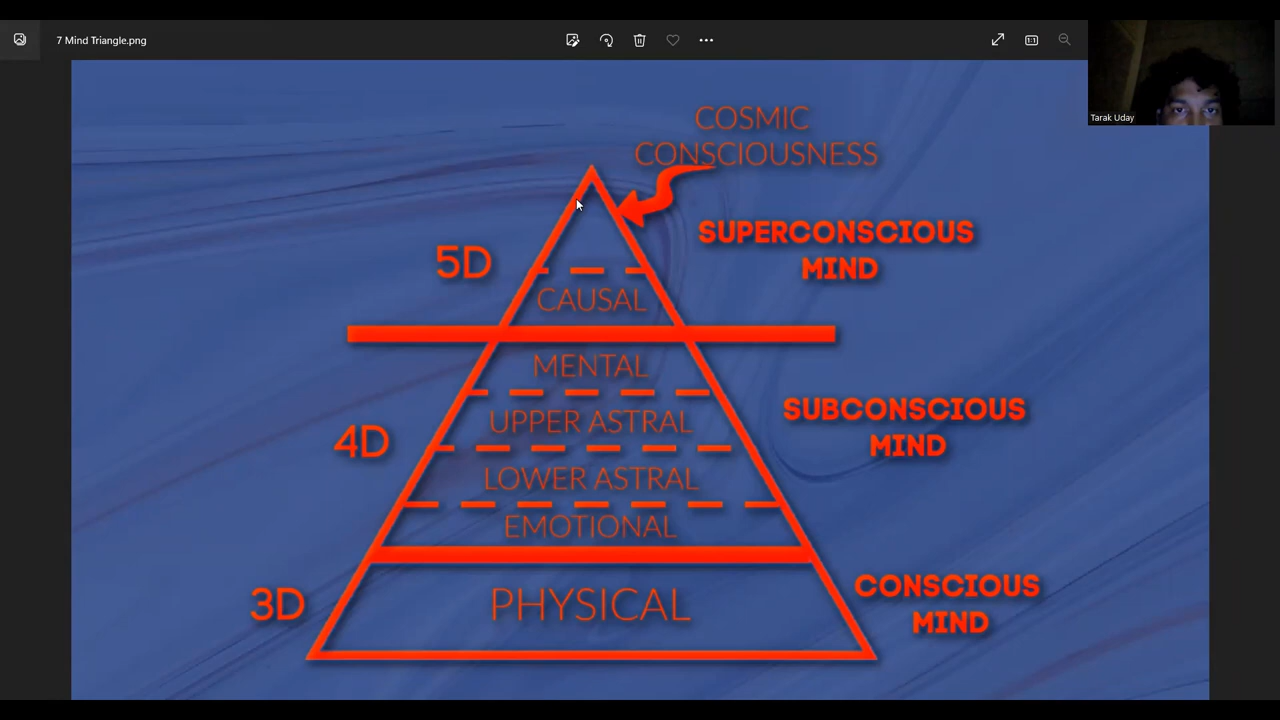 7 Mind Triangle.png
Tarak Uday
COSMIC
CONSCIOUSNESS
SUPERCONSCIOUS
MIND
5D
CAUSAL
MENTAL
UPPER ASTRAL
SUBCONSCIOUS
MIND
4D
LOWER ASTRAL
EMOTIONAL
3D
PHYSICAL
CONSCIOUS
MIND